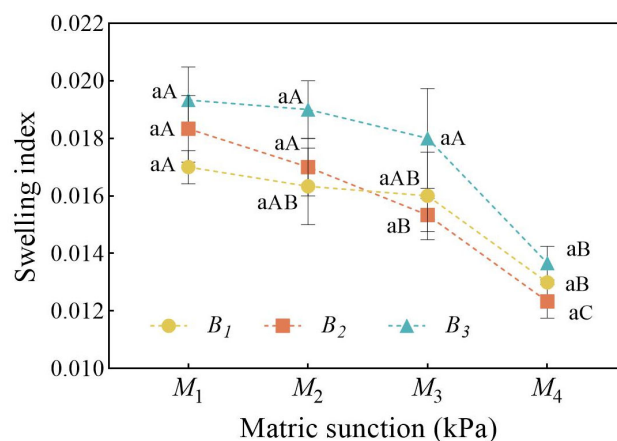 0.022
0.020
0.018
0.016
0.014
0.012
0.010
Swelling index
aA
aA
aA
aA
aA
aAB
aA
aAB
aB
aB
aB
aC
B1 B2 B3
M1 M2 M3 M4
Matric sunction (kPa)